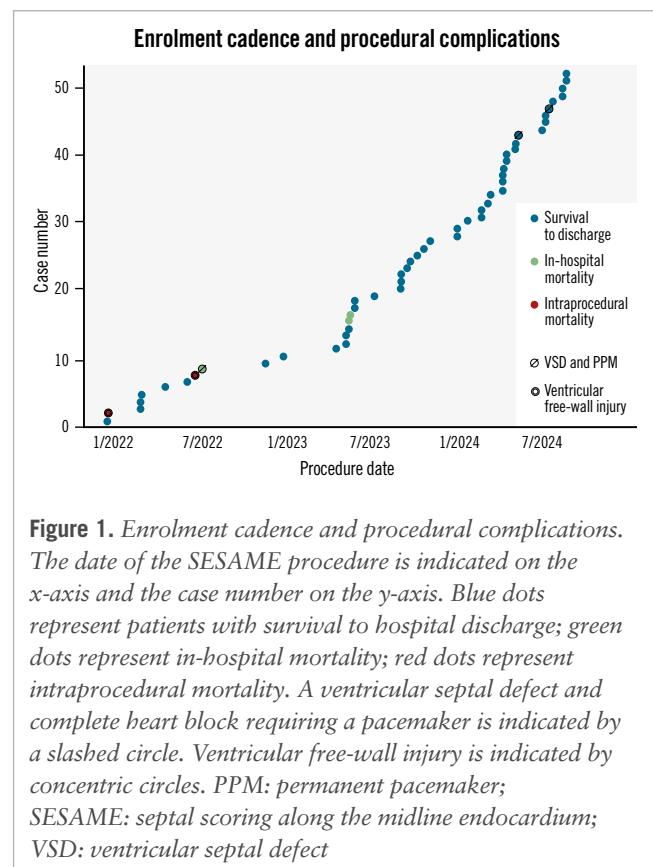 Enrolment cadence and procedural complications
50
40
30
20
10
0
Case number
1/2022 7/2022 1/2023 7/2023 1/2024 7/2024
Procedure date
Survival
to discharge
In-hospital
mortality
Intraprocedural
mortality
VSD and PPM
Ventricular
free-wall injury
Figure 1. Enrolment cadence and procedural complications.
The date of the SESAME procedure is indicated on the
x-axis and the case number on the y-axis. Blue dots
represent patients with survival to hospital discharge; green
dots represent in-hospital mortality; red dots represent
intraprocedural mortality. A ventricular septal defect and
complete heart block requiring a pacemaker is indicated by
a slashed circle. Ventricular free-wall injury is indicated by
concentric circles. PPM: permanent pacemaker;
SESAME: septal scoring along the midline endocardium;
VSD: ventricular septal defect